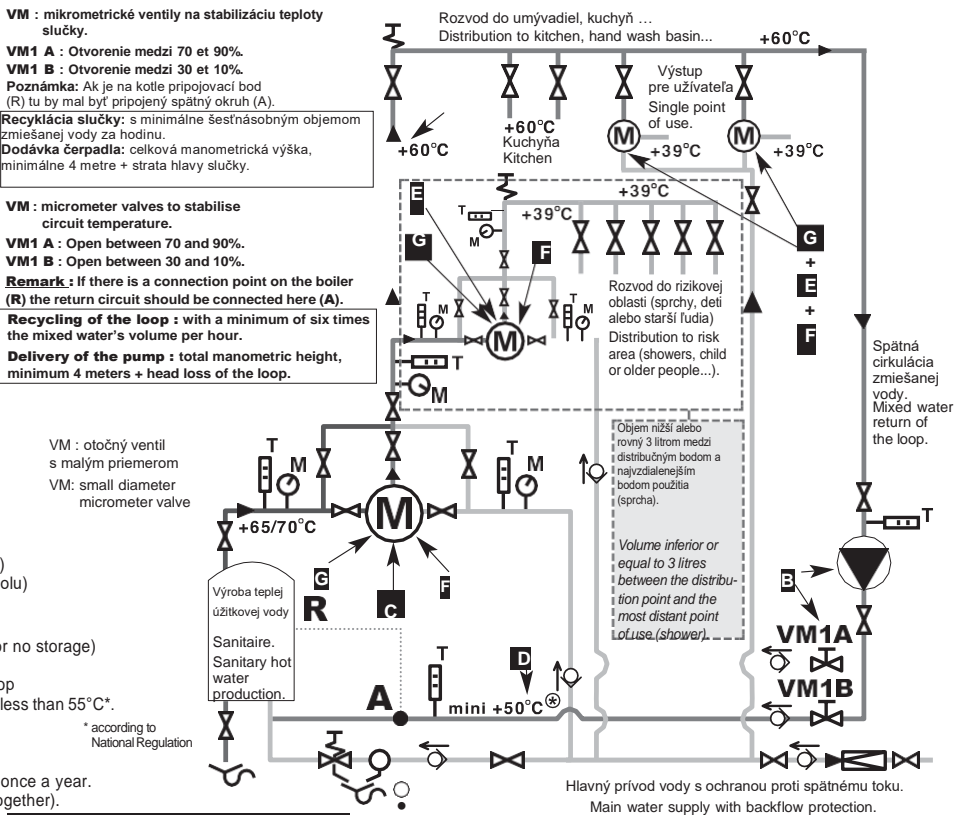 VM : mikrometrické ventily na stabilizáciu teploty
slučky.
VM1 A : Otvorenie medzi 70 et 90%.
VM1 B : Otvorenie medzi 30 et 10%.
Poznámka: Ak je na kotle pripojovací bod
(R) tu by mal byť pripojený spätný okruh (A).
Recyklácia slučky: s minimálne šesťnásobným objemom
zmiešanej vody za hodinu.
Dodávka čerpadla: celková manometrická výška,
minimálne 4 metre + strata hlavy slučky.
VM : micrometer valves to stabilise
circuit temperature.
VM1 A : Open between 70 and 90%.
VM1 B : Open between 30 and 10%.
Remark : If there is a connection point on the boiler
(R) the return circuit should be connected here (A).
Recycling of the loop : with a minimum of six times
the mixed water's volume per hour.
Delivery of the pump : total manometric height,
minimum 4 meters + head loss of the loop.
VM : otočný ventil
s malým priemerom
VM: small diameter
micrometer valve
)
olu)
or no storage)
op
less than 55°C*.
* according to
National Regulation
once a year.
ogether).
Rozvod do umývadiel, kuchyň ...
Distribution to kitchen, hand wash basin...
+60°C
+60°C
+60°C
Kuchyňa
Kitchen
Výstup
pre užívateľa
Single point
of use.
M
M
+39°C
+39°C
+39°C
+39°C
E
G
F
T
M
T
M
T
M
M
T
M
G
+
E
+
F
Rozvod do rizikovej
oblasti (sprchy, deti
alebo starší ľudia)
Distribution to risk
area (showers, child
or older people...).
Spätná
cirkulácia
zmiešanej
vody.
Mixed water
return of
the loop.
Objem nižší alebo
rovný 3 litrom medzi
distribučným bodom a
najvzdialenejším
bodom použitia
(sprcha).
Volume inferior or
equal to 3 litres
between the distribu-
tion point and the
most distant point
of use (shower)
T
M
M
T
M
+65/70°C
G
C
F
R
Výroba teplej
úžitkovej vody
Sanitaire.
Sanitary hot
water
production.
A
T
D
mini +50°C*
T
B
VM1A
VM1B
Hlavný prívod vody s ochranou proti spätnému toku.
Main water supply with backflow protection.